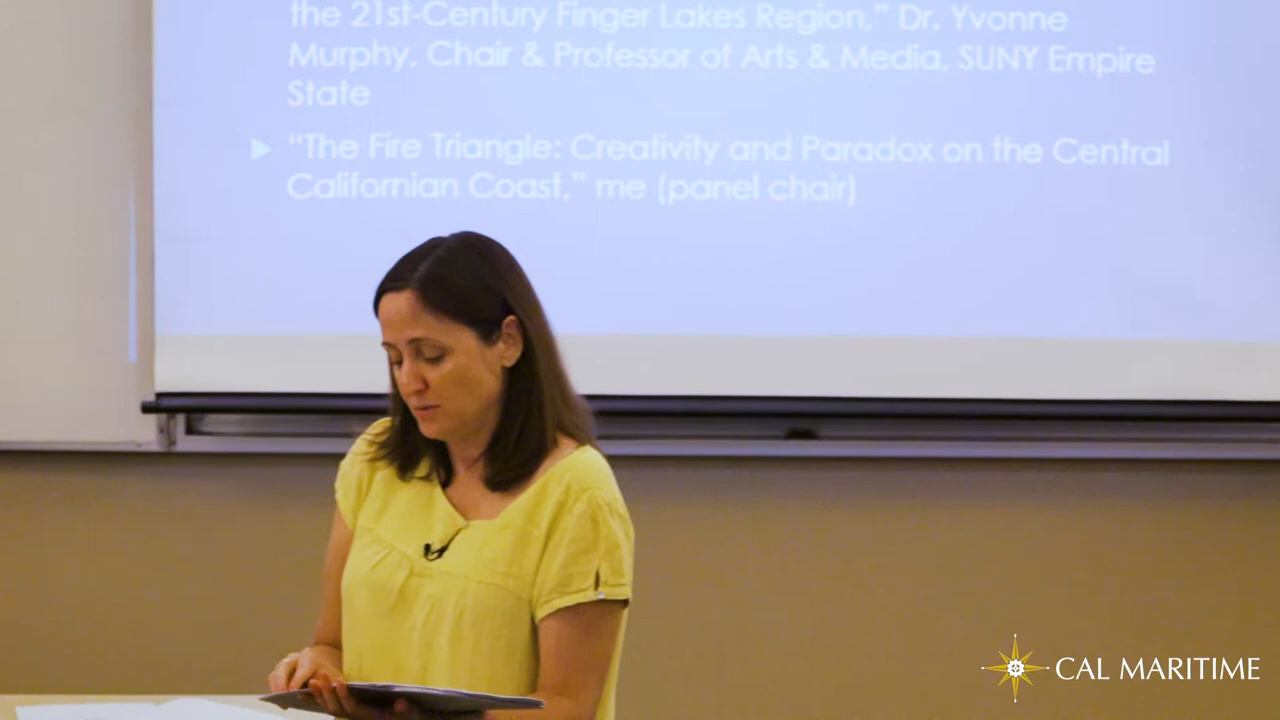 the 21st-Century Finger Lakes Region,” Dr. Yvonne
Murphy, Chair & Professor of Arts & Media, SUNY Empire
State
“The Fire Triangle: Creativity and Paradox on the Central
Californian Coast,” me (panel chair)
CAL MARITIME